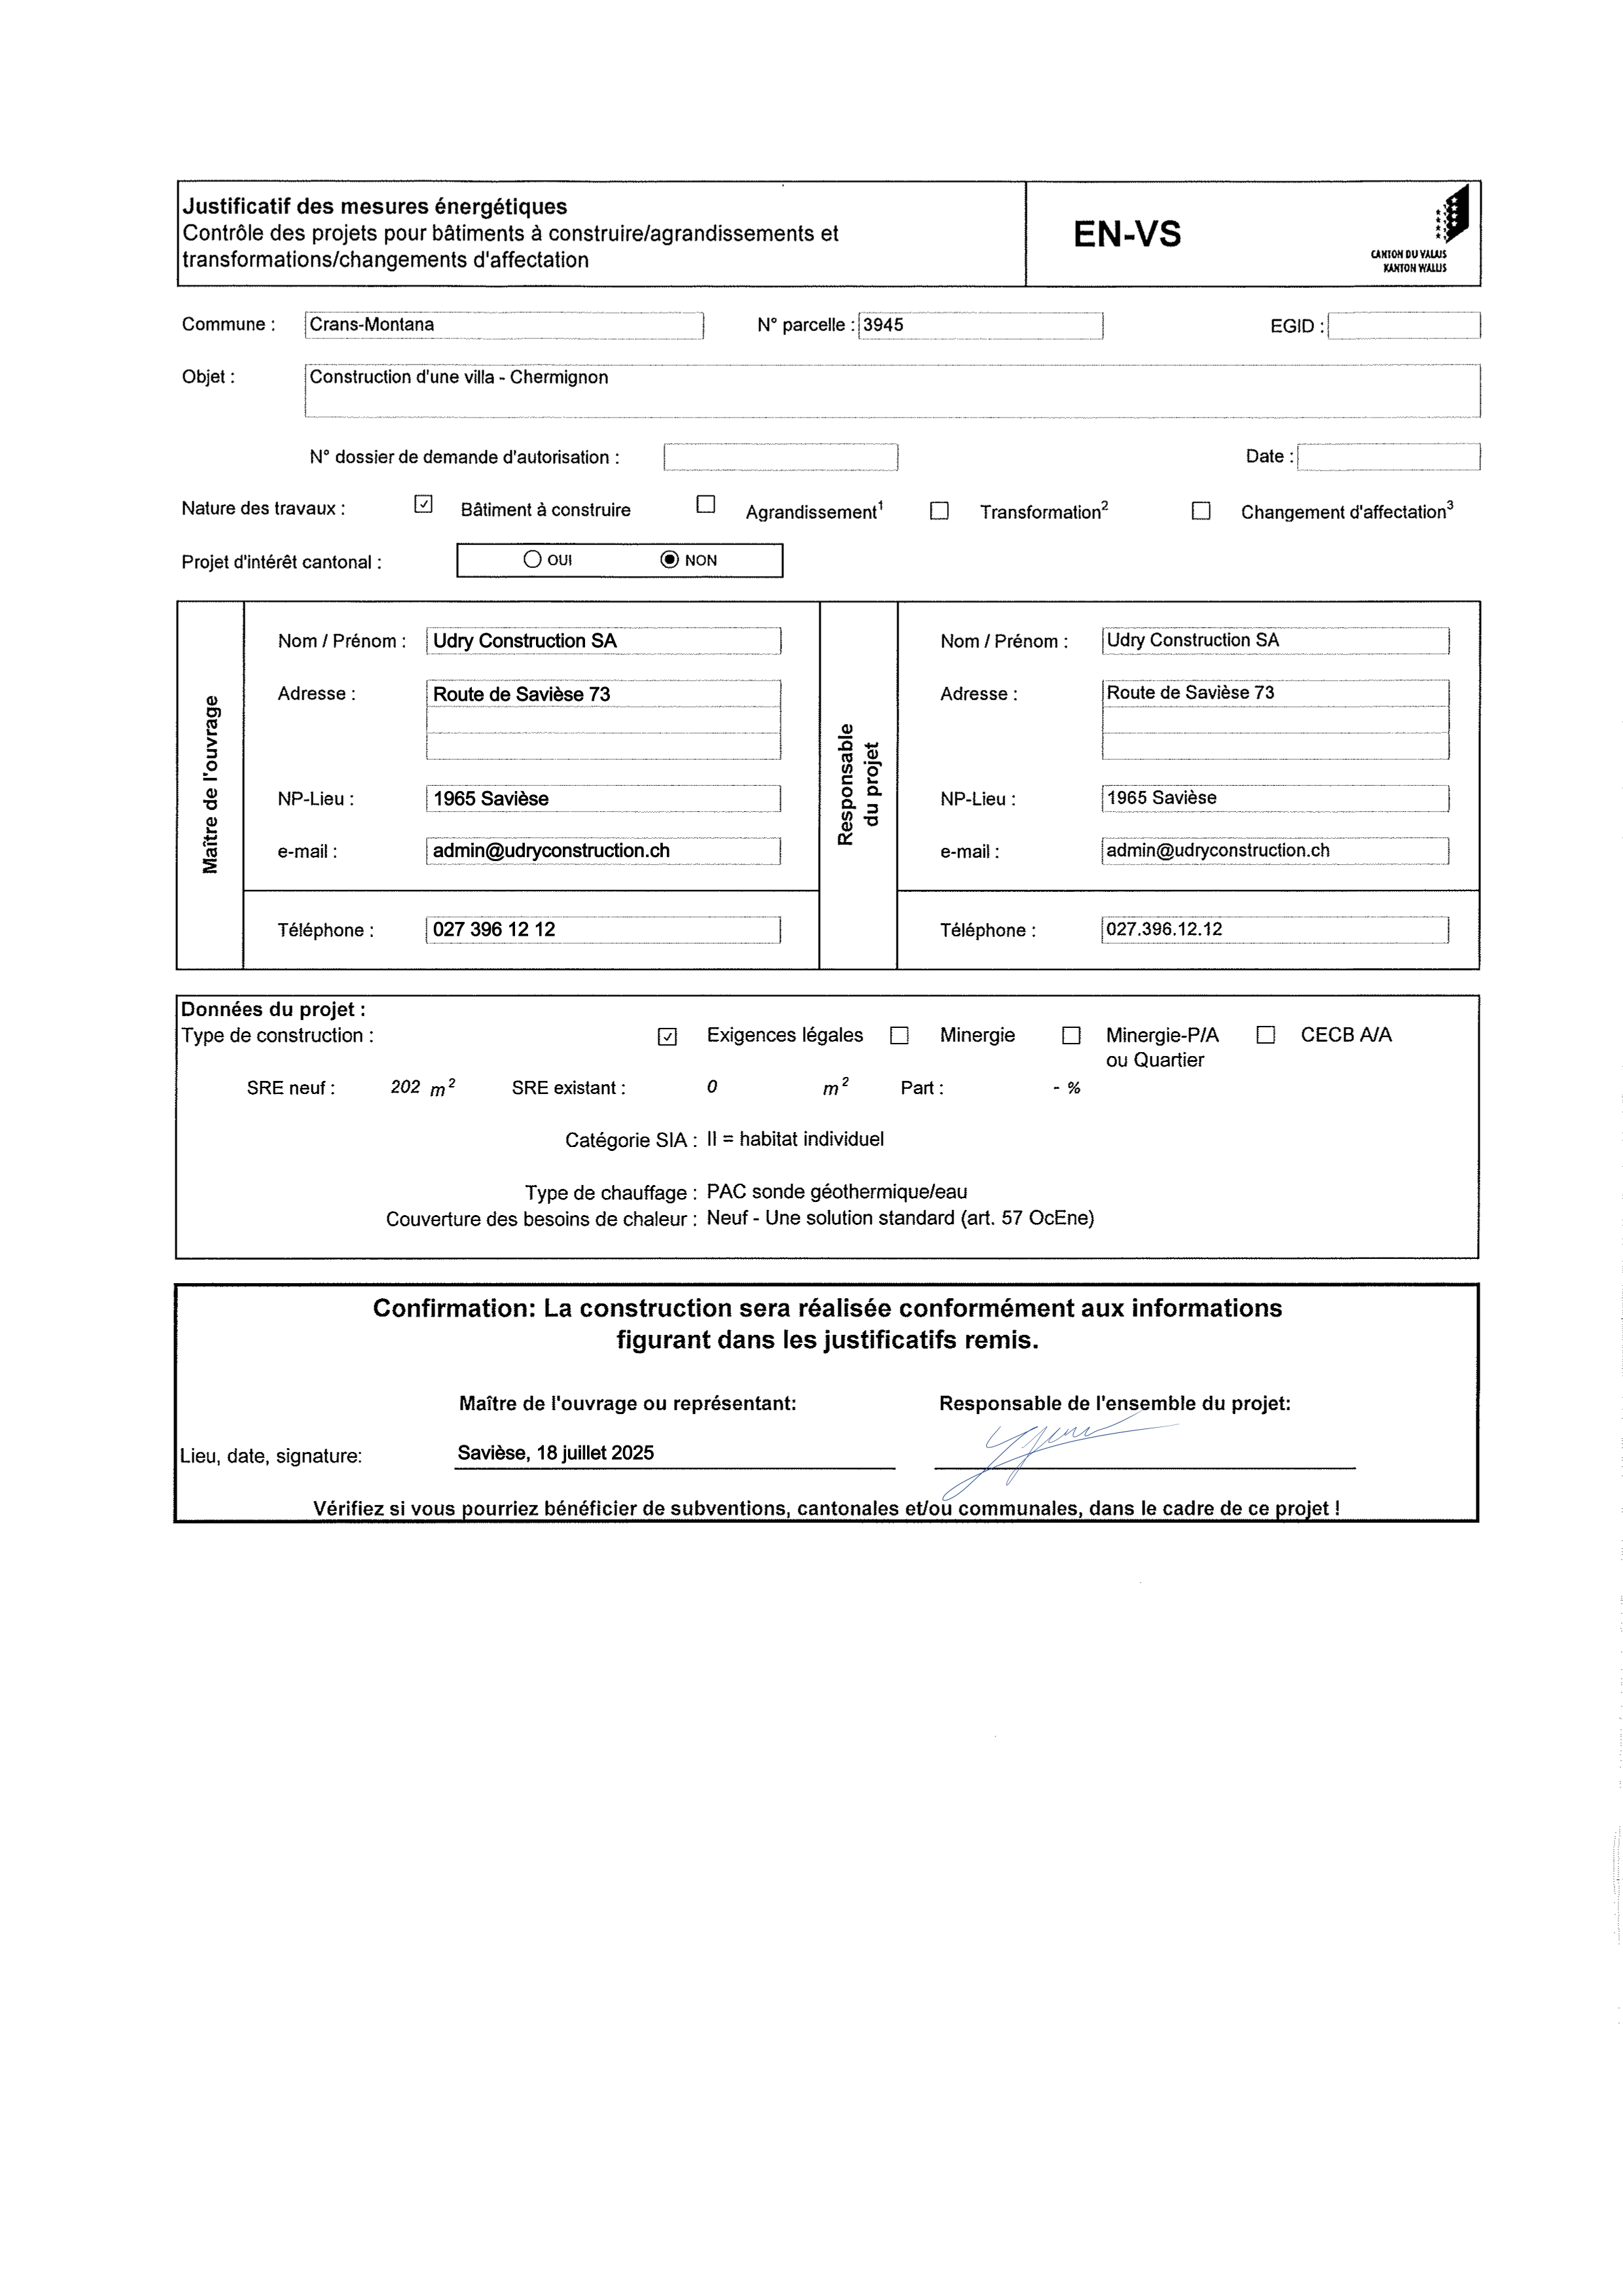 Justificatif des mesures énergétiques
Contrôle des projets pour bâtiments à construire/agrandissements et
transformations/changements d'affectation
EN-VS
CANTON DU VALAIS
KANTON WALLIS
Commune : Crans-Montana N° parcelle : 3945 EGID :
Objet : Construction d'une villa - Chermignon
N° dossier de demande d'autorisation : Date :
Nature des travaux : ☑ Bâtiment à construire ☐ Agrandissement¹ ☐ Transformation² ☐ Changement d'affectation³
Projet d'intérêt cantonal : ○ OUI ◉ NON
Maître de l'ouvrage
Nom / Prénom : Udry Construction SA
Adresse : Route de Savièse 73
NP-Lieu : 1965 Savièse
e-mail : admin@udryconstruction.ch
Téléphone : 027 396 12 12
Responsable
du projet
Nom / Prénom : Udry Construction SA
Adresse : Route de Savièse 73
NP-Lieu : 1965 Savièse
e-mail : admin@udryconstruction.ch
Téléphone : 027.396.12.12
Données du projet :
Type de construction : ☑ Exigences légales ☐ Minergie ☐ Minergie-P/A ☐ CECB A/A
ou Quartier
SRE neuf : 202 m² SRE existant : 0 m² Part : - %
Catégorie SIA : II = habitat individuel
Type de chauffage : PAC sonde géothermique/eau
Couverture des besoins de chaleur : Neuf - Une solution standard (art. 57 OcEne)
Confirmation: La construction sera réalisée conformément aux informations
figurant dans les justificatifs remis.
Maître de l'ouvrage ou représentant: Responsable de l'ensemble du projet:
Lieu, date, signature: Savièse, 18 juillet 2025
Vérifiez si vous pourriez bénéficier de subventions, cantonales et/ou communales, dans le cadre de ce projet !